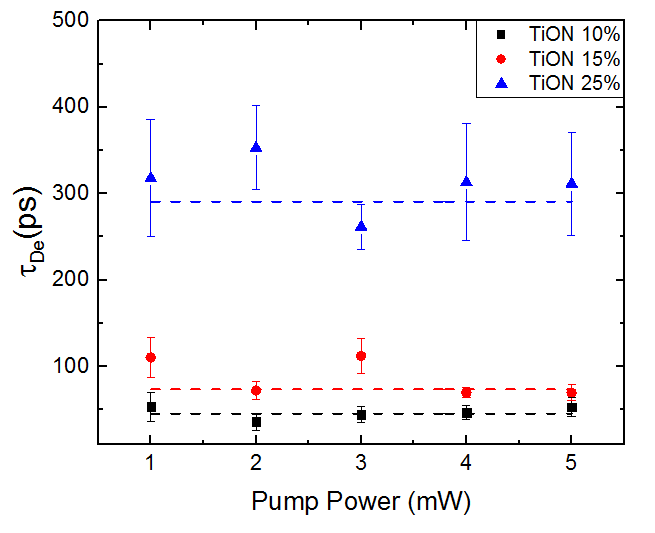 TiON 10%
TiON 15%
TiON 25%
500
400
300
200
100
τDe(ps)
1 2 3 4 5
Pump Power (mW)